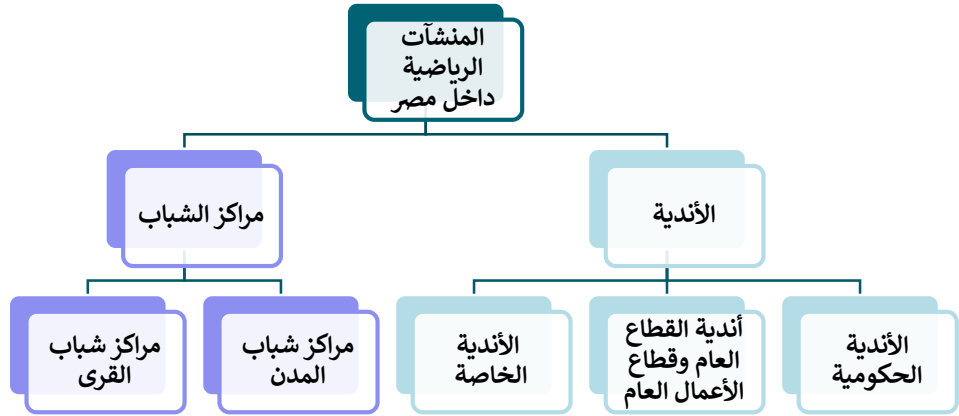 المنشآت
الرياضية
داخل مصر
الأندية
مراكز الشباب
الأندية
الحكومية
أندية القطاع
العام وقطاع
الأعمال العام
الأندية
الخاصة
مراكز شباب
المدن
مراكز شباب
القرى